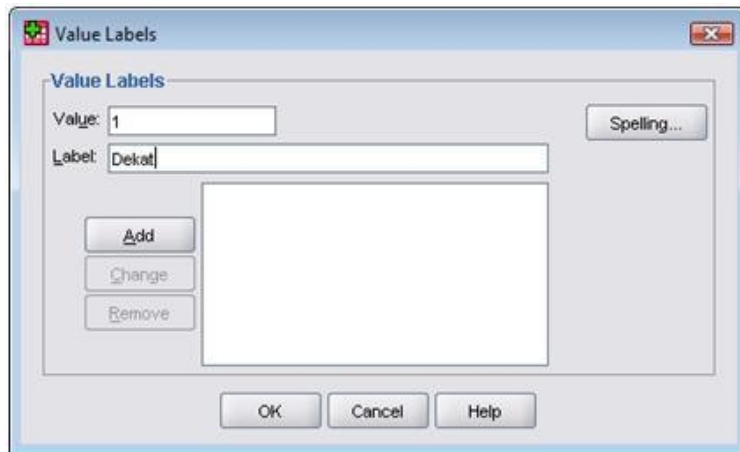 Value Labels
Value Labels
Value: 1
Spelling...
Label: Dekat
Add
Change
Remove
OK Cancel Help